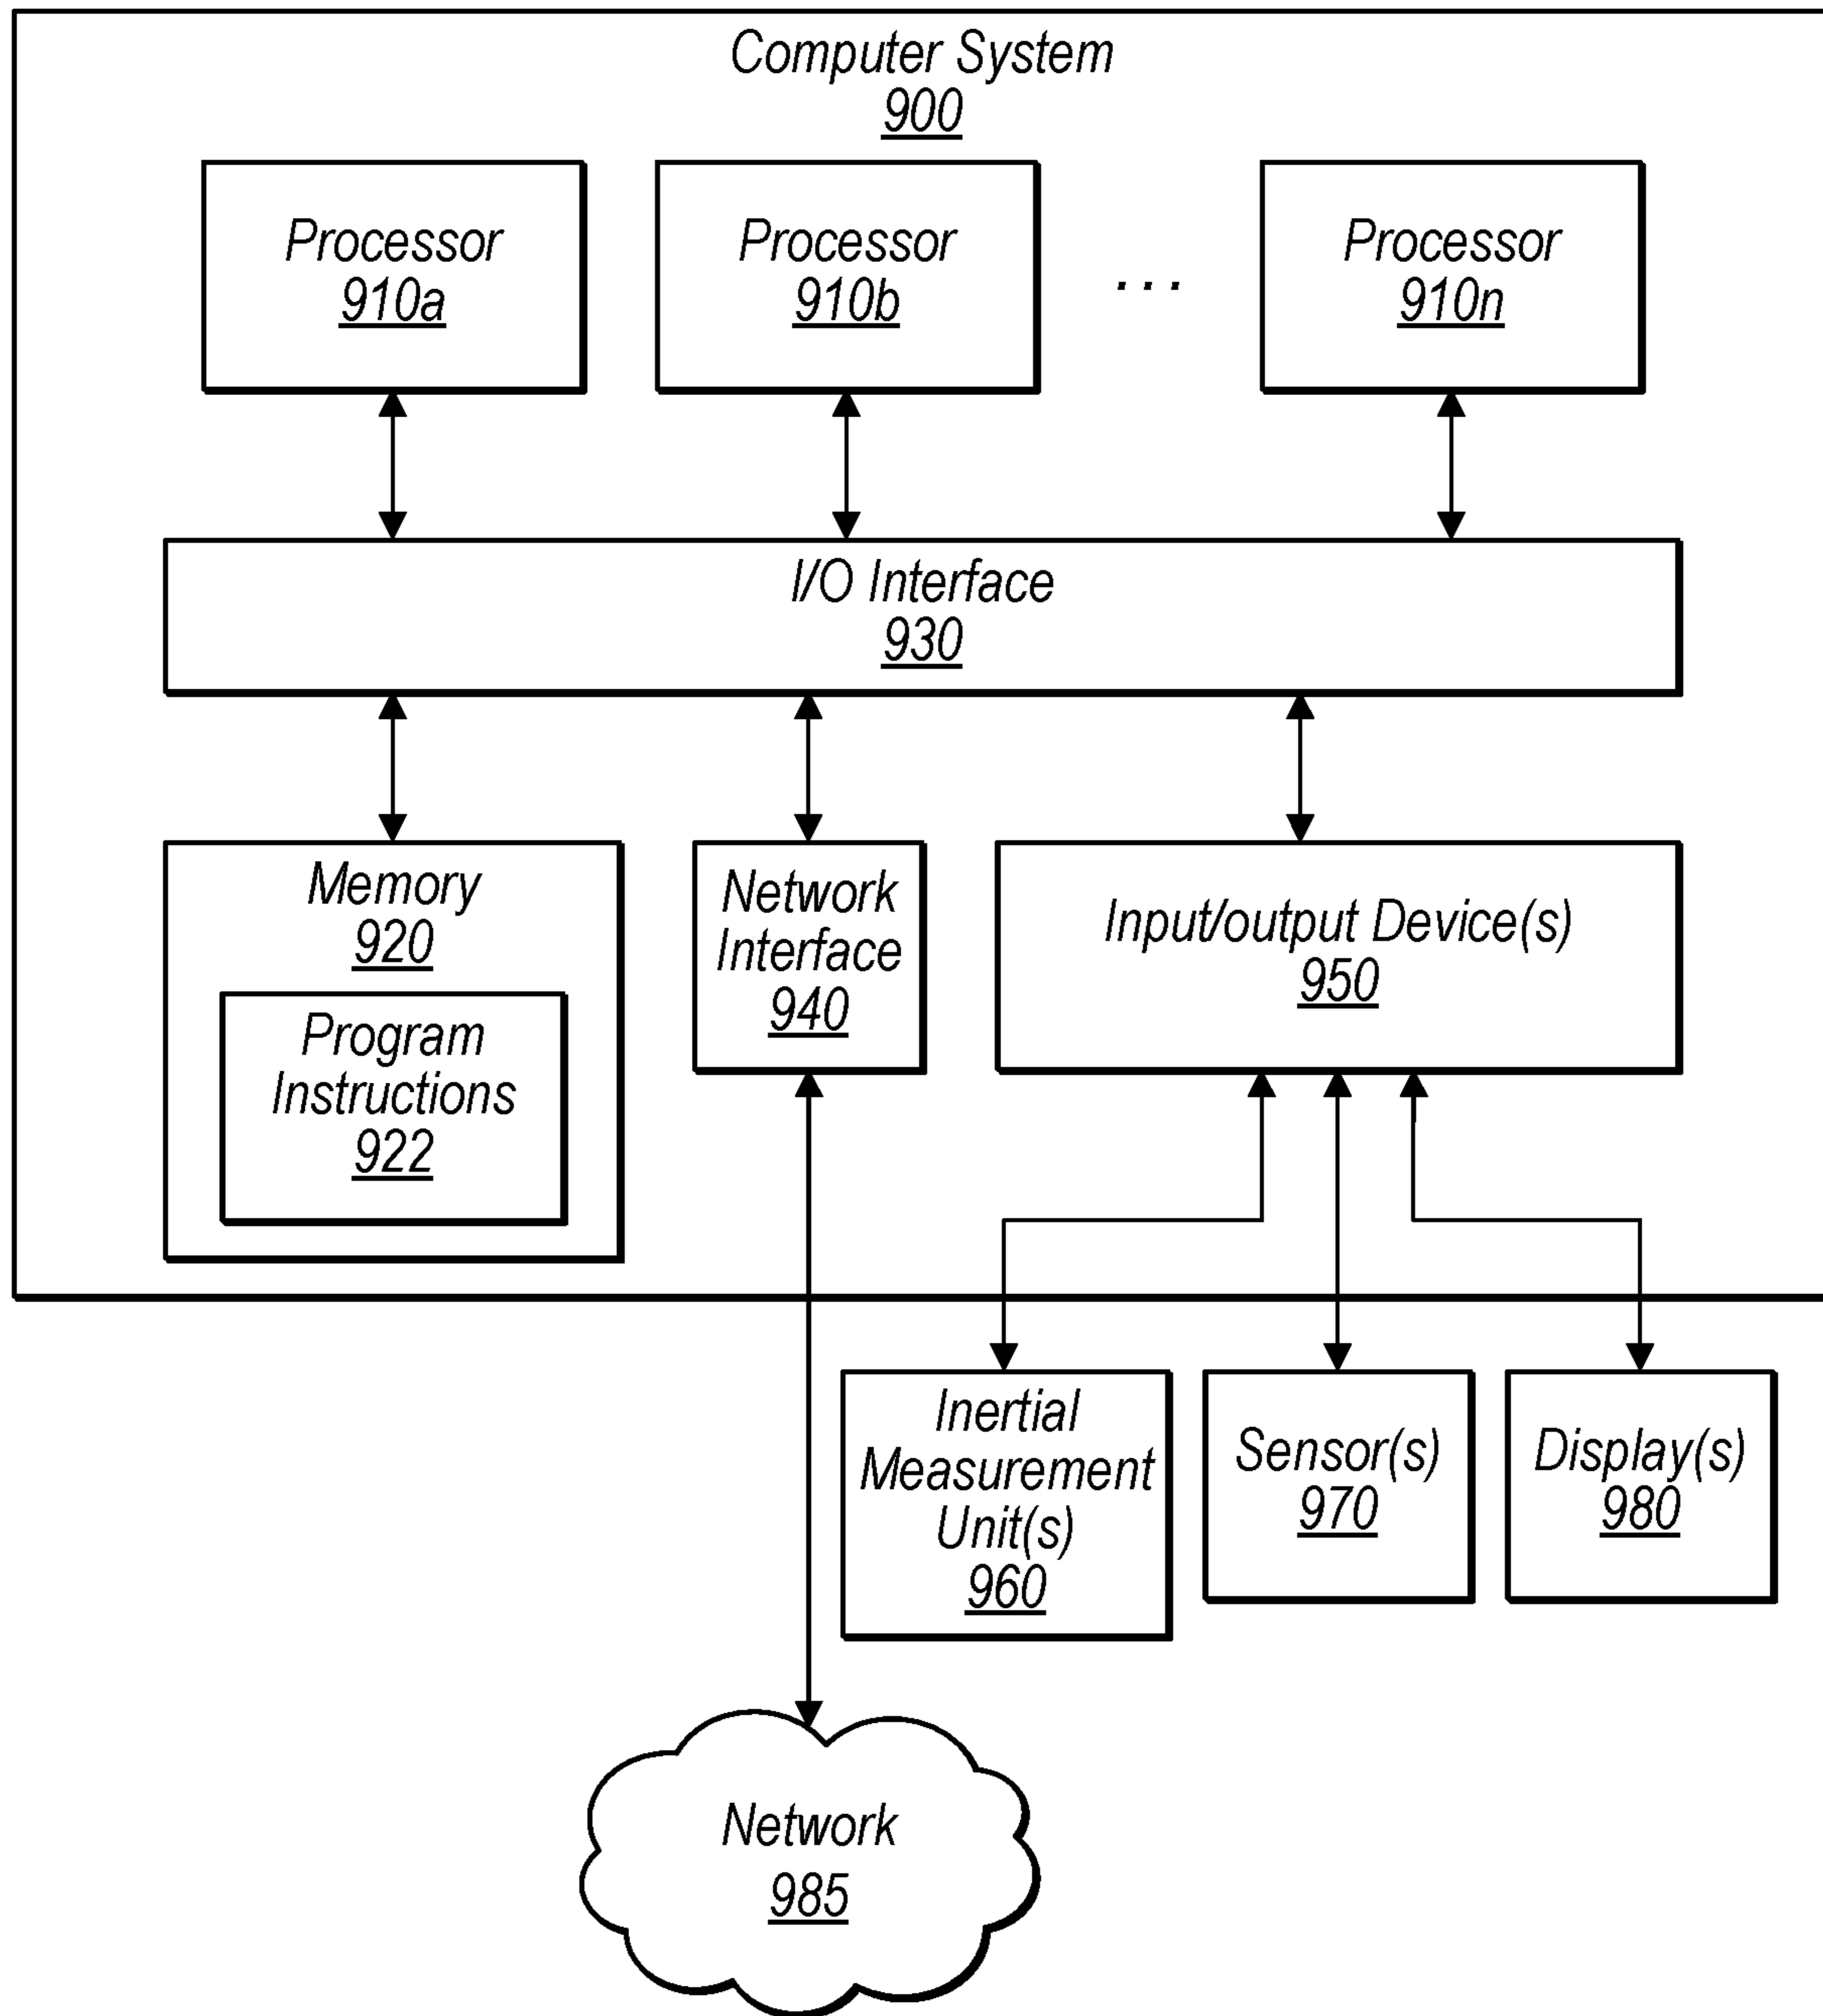 Computer System
900
Processor
910a
Processor
910b
...
Processor
910n
I/O Interface
930
Memory
920
Program
Instructions
922
Network
Interface
940
Input/output Device(s)
950
Inertial
Measurement
Unit(s)
960
Sensor(s)
970
Display(s)
980
Network
985